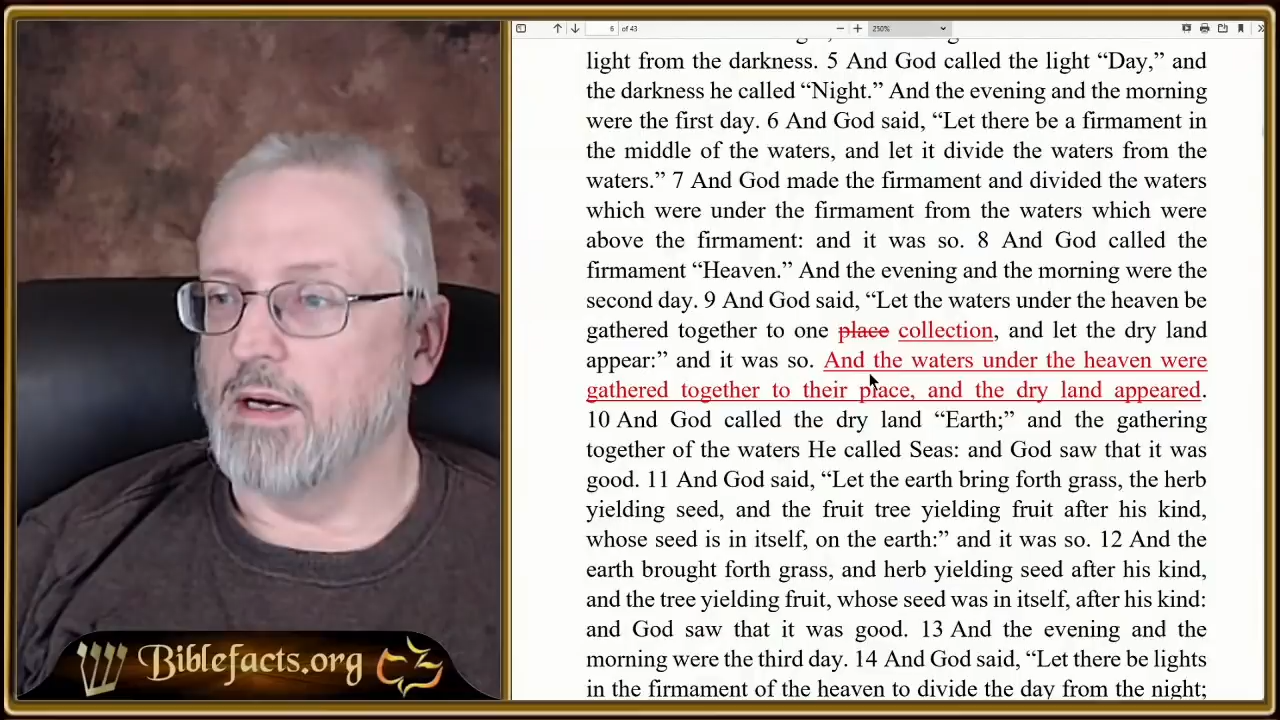 6 of 43
250%
light from the darkness. 5 And God called the light “Day,” and
the darkness he called “Night.” And the evening and the morning
were the first day. 6 And God said, “Let there be a firmament in
the middle of the waters, and let it divide the waters from the
waters.” 7 And God made the firmament and divided the waters
which were under the firmament from the waters which were
above the firmament: and it was so. 8 And God called the
firmament “Heaven.” And the evening and the morning were the
second day. 9 And God said, “Let the waters under the heaven be
gathered together to one place collection, and let the dry land
appear:” and it was so. And the waters under the heaven were
gathered together to their place, and the dry land appeared.
10 And God called the dry land “Earth;” and the gathering
together of the waters He called Seas: and God saw that it was
good. 11 And God said, “Let the earth bring forth grass, the herb
yielding seed, and the fruit tree yielding fruit after his kind,
whose seed is in itself, on the earth:” and it was so. 12 And the
earth brought forth grass, and herb yielding seed after his kind,
and the tree yielding fruit, whose seed was in itself, after his kind:
and God saw that it was good. 13 And the evening and the
morning were the third day. 14 And God said, “Let there be lights
in the firmament of the heaven to divide the day from the night;
Biblefacts.org